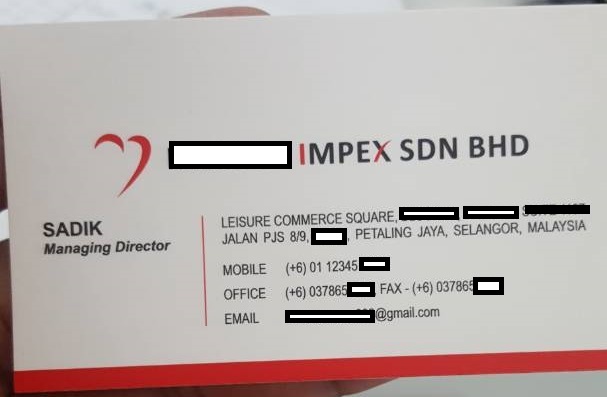 IMPEX SDN BHD
SADIK
Managing Director
LEISURE COMMERCE SQUARE,
JALAN PJS 8/9, , PETALING JAYA, SELANGOR, MALAYSIA
MOBILE (+6) 01 12345
OFFICE (+6) 037865 , FAX - (+6) 037865
EMAIL @gmail.com